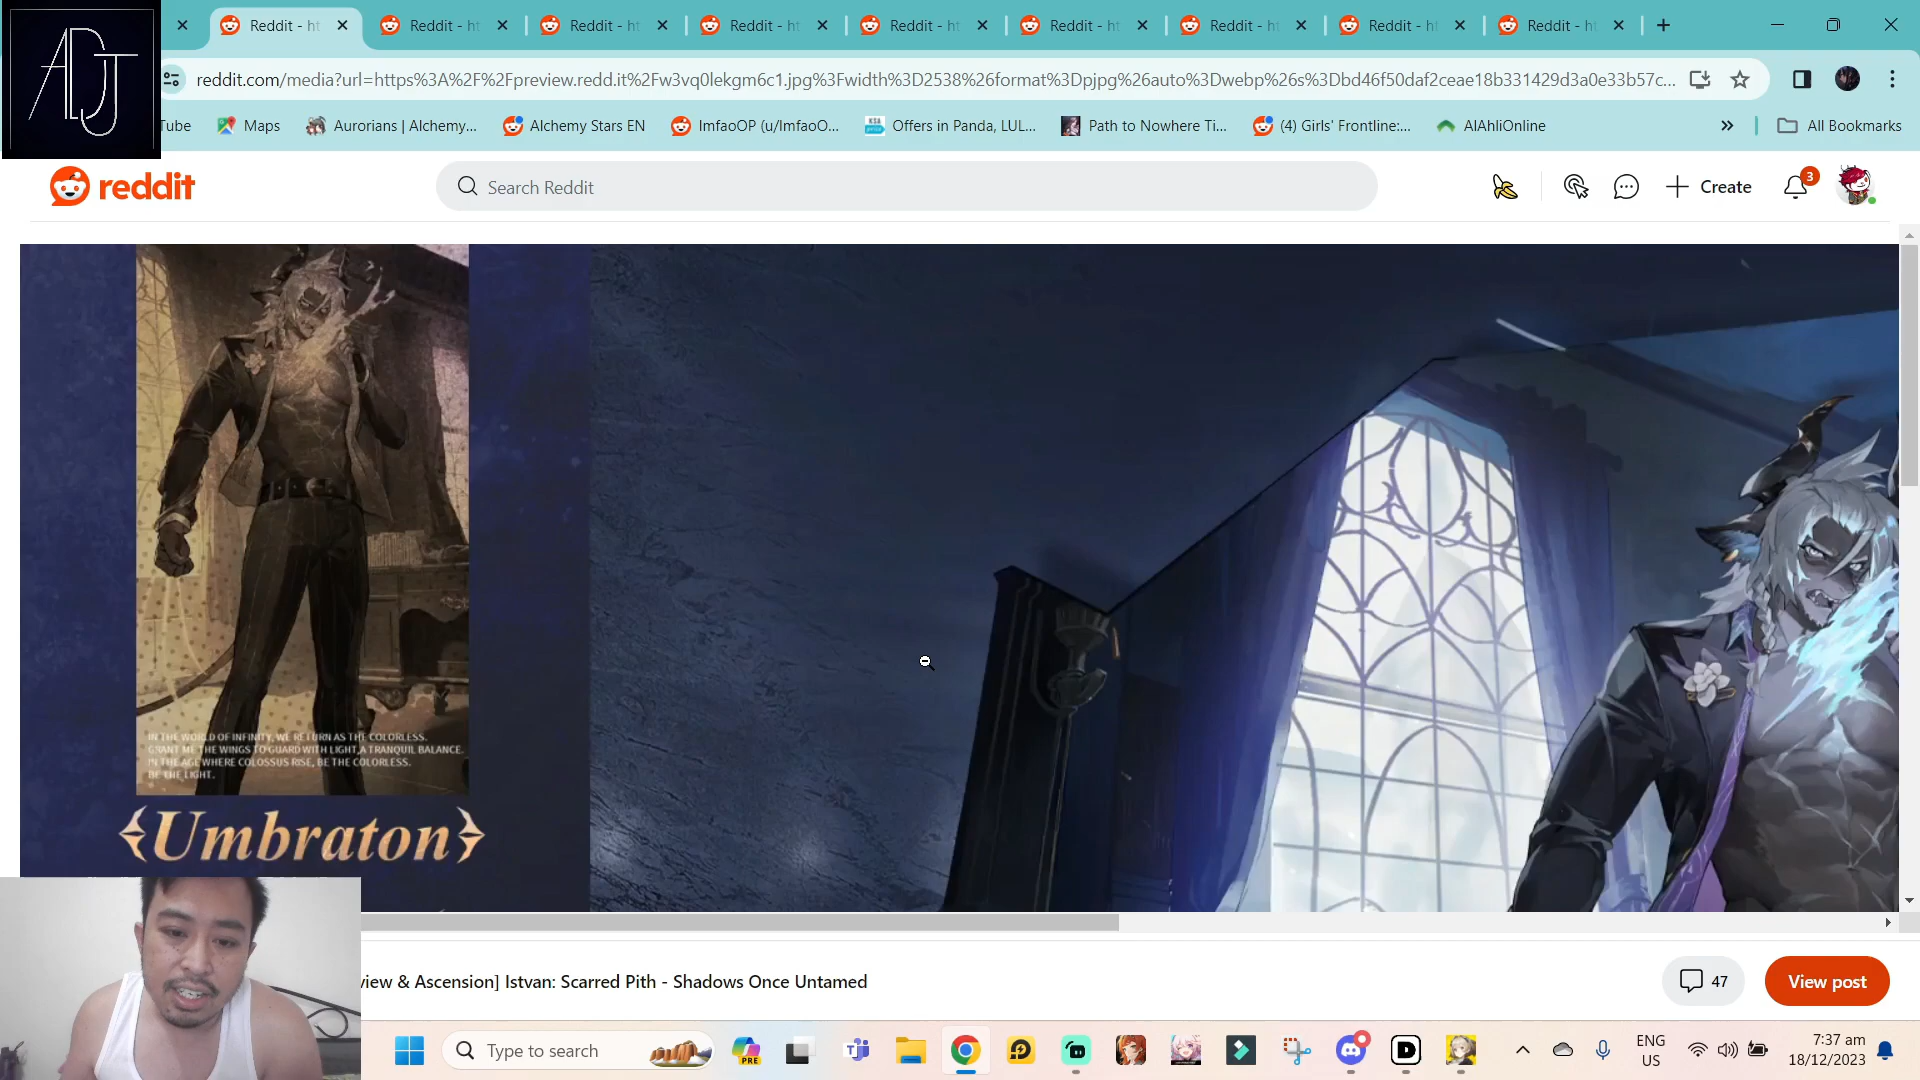 ADJ
Reddit - ht
Reddit - ht
Reddit - ht
Reddit - ht
Reddit - ht
Reddit - ht
Reddit - ht
Reddit - ht
Reddit - ht
reddit.com/media?url=https%3A%2F%2Fpreview.redd.it%2Fw3vq0lekgm6c1.jpg%3Fwidth%3D2538%26format%3Dpjpg%26auto%3Dwebp%26s%3Dbd46f50daf2ceae18b331429d3a0e33b57c...
Tube
Maps
Aurorians | Alchemy...
Alchemy Stars EN
ImfaoOP (u/ImfaoO...
Offers in Panda, LUL...
Path to Nowhere Ti...
(4) Girls' Frontline:...
AlAhliOnline
All Bookmarks
reddit
Search Reddit
Create
3
IN THE WORLD OF INFINITY, WE RETURN AS THE COLORLESS.
GRANT ME THE WINGS TO GUARD WITH LIGHT, A TRANQUIL BALANCE.
IN THE AGE WHERE COLOSSUS RISE, BE THE COLORLESS.
BE THE LIGHT.
Umbraton
view & Ascension] Istvan: Scarred Pith - Shadows Once Untamed
47
View post
Type to search
PRE
ENG
US
7:37 am
18/12/2023